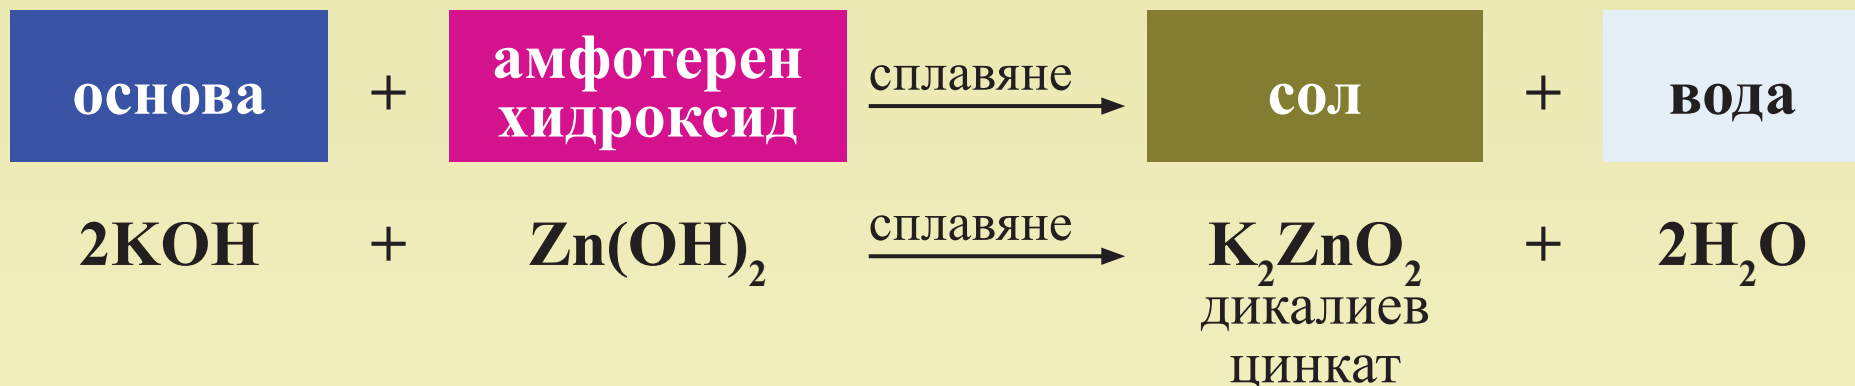 основа + амфотерен хидроксид сплавяне сол + вода
2KOH + Zn(OH)₂ сплавяне K₂ZnO₂ + 2H₂O
дикалиев
цинкат